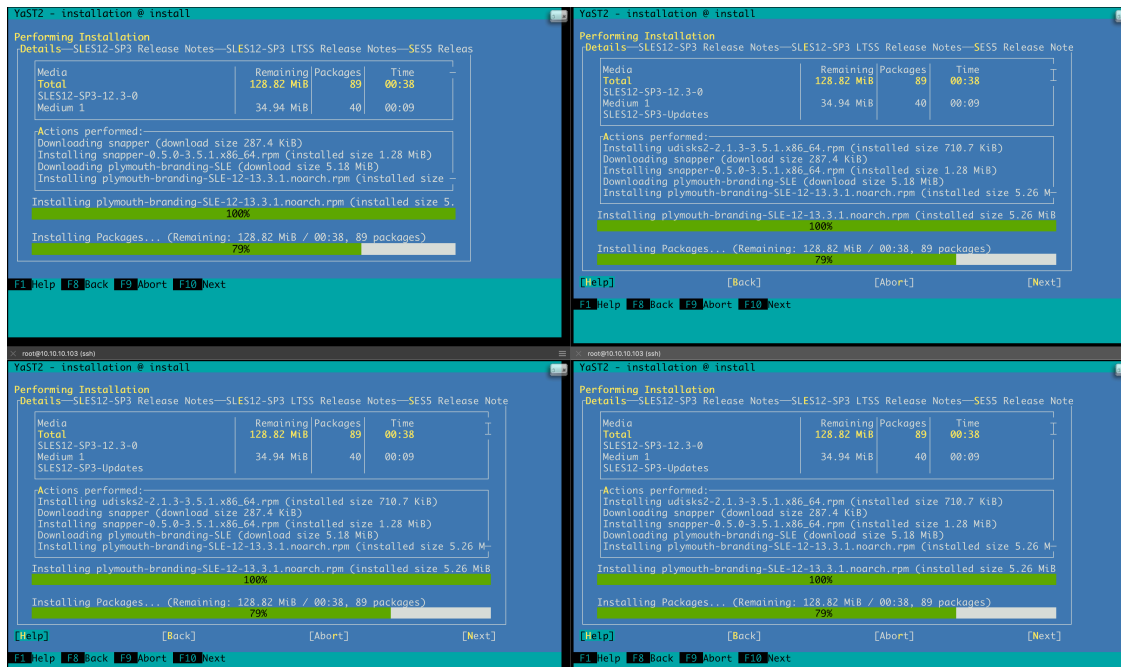 YaST2 - installation @ install
Performing Installation
Details—SLES12-SP3 Release Notes—SLES12-SP3 LTSS Release Notes—SES5 Releas
Media Remaining Packages Time
Total 128.82 MiB 89 00:38
SLES12-SP3-12.3-0
Medium 1 34.94 MiB 40 00:09
Actions performed:
Downloading snapper (download size 287.4 KiB)
Installing snapper-0.5.0-3.5.1.x86_64.rpm (installed size 1.28 MiB)
Downloading plymouth-branding-SLE (download size 5.18 MiB)
Installing plymouth-branding-SLE-12-13.3.1.noarch.rpm (installed size
Installing plymouth-branding-SLE-12-13.3.1.noarch.rpm (installed size 5.
100%
Installing Packages... (Remaining: 128.82 MiB / 00:38, 89 packages)
79%
F1 Help F8 Back F9 Abort F10 Next
YaST2 - installation @ install
Performing Installation
Details—SLES12-SP3 Release Notes—SLES12-SP3 LTSS Release Notes—SES5 Release Note
Media Remaining Packages Time
Total 128.82 MiB 89 00:38
SLES12-SP3-12.3-0
Medium 1 34.94 MiB 40 00:09
SLES12-SP3-Updates
Actions performed:
Installing udisks2-2.1.3-3.5.1.x86_64.rpm (installed size 710.7 KiB)
Downloading snapper (download size 287.4 KiB)
Installing snapper-0.5.0-3.5.1.x86_64.rpm (installed size 1.28 MiB)
Downloading plymouth-branding-SLE (download size 5.18 MiB)
Installing plymouth-branding-SLE-12-13.3.1.noarch.rpm (installed size 5.26 M
Installing plymouth-branding-SLE-12-13.3.1.noarch.rpm (installed size 5.26 MiB
100%
Installing Packages... (Remaining: 128.82 MiB / 00:38, 89 packages)
79%
[Help] [Back] [Abort] [Next]
F1 Help F8 Back F9 Abort F10 Next
root@10.10.10.103 (ssh)
YaST2 - installation @ install
Performing Installation
Details—SLES12-SP3 Release Notes—SLES12-SP3 LTSS Release Notes—SES5 Release Note
Media Remaining Packages Time
Total 128.82 MiB 89 00:38
SLES12-SP3-12.3-0
Medium 1 34.94 MiB 40 00:09
SLES12-SP3-Updates
Actions performed:
Installing udisks2-2.1.3-3.5.1.x86_64.rpm (installed size 710.7 KiB)
Downloading snapper (download size 287.4 KiB)
Installing snapper-0.5.0-3.5.1.x86_64.rpm (installed size 1.28 MiB)
Downloading plymouth-branding-SLE (download size 5.18 MiB)
Installing plymouth-branding-SLE-12-13.3.1.noarch.rpm (installed size 5.26 M
Installing plymouth-branding-SLE-12-13.3.1.noarch.rpm (installed size 5.26 MiB
100%
Installing Packages... (Remaining: 128.82 MiB / 00:38, 89 packages)
79%
[Help] [Back] [Abort] [Next]
F1 Help F8 Back F9 Abort F10 Next
root@10.10.10.103 (ssh)
YaST2 - installation @ install
Performing Installation
Details—SLES12-SP3 Release Notes—SLES12-SP3 LTSS Release Notes—SES5 Release Note
Media Remaining Packages Time
Total 128.82 MiB 89 00:38
SLES12-SP3-12.3-0
Medium 1 34.94 MiB 40 00:09
SLES12-SP3-Updates
Actions performed:
Installing udisks2-2.1.3-3.5.1.x86_64.rpm (installed size 710.7 KiB)
Downloading snapper (download size 287.4 KiB)
Installing snapper-0.5.0-3.5.1.x86_64.rpm (installed size 1.28 MiB)
Downloading plymouth-branding-SLE (download size 5.18 MiB)
Installing plymouth-branding-SLE-12-13.3.1.noarch.rpm (installed size 5.26 M
Installing plymouth-branding-SLE-12-13.3.1.noarch.rpm (installed size 5.26 MiB
100%
Installing Packages... (Remaining: 128.82 MiB / 00:38, 89 packages)
79%
[Help] [Back] [Abort] [Next]
F1 Help F8 Back F9 Abort F10 Next